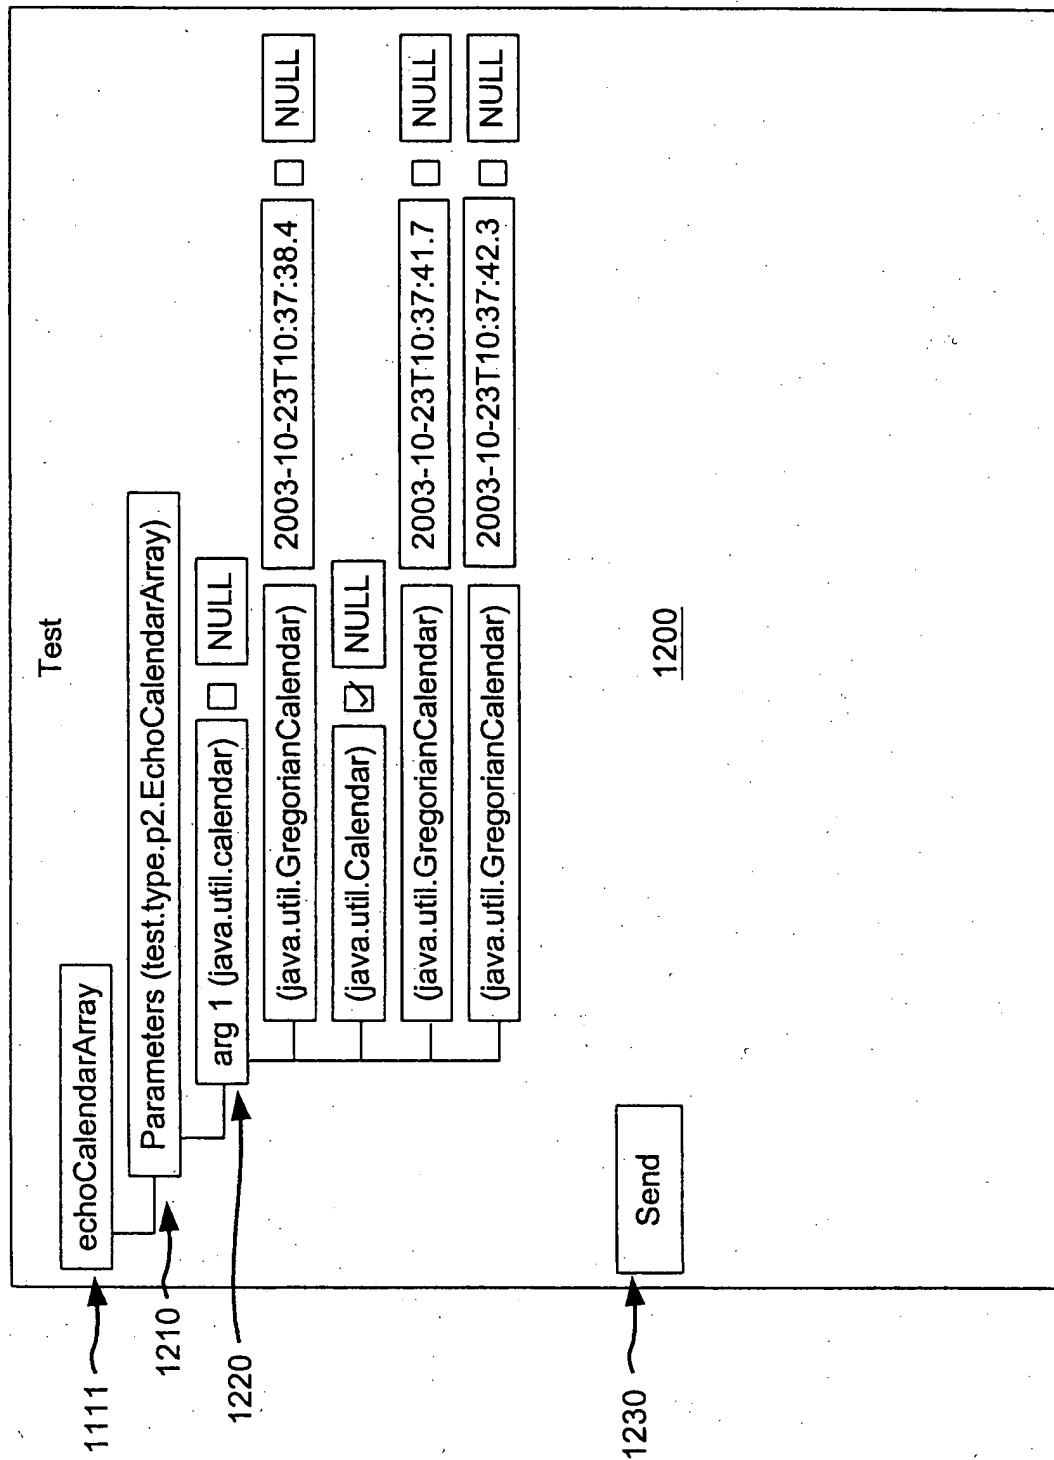 Test
1111
echoCalendarArray
1210
Parameters (test.type.p2.EchoCalendarArray)
1220
arg 1 (java.util.calendar) NULL
(java.util.GregorianCalendar) 2003-10-23T10:37:38.4 NULL
(java.util.Calendar) NULL
(java.util.GregorianCalendar) 2003-10-23T10:37:41.7 NULL
(java.util.GregorianCalendar) 2003-10-23T10:37:42.3 NULL
1230
Send
1200